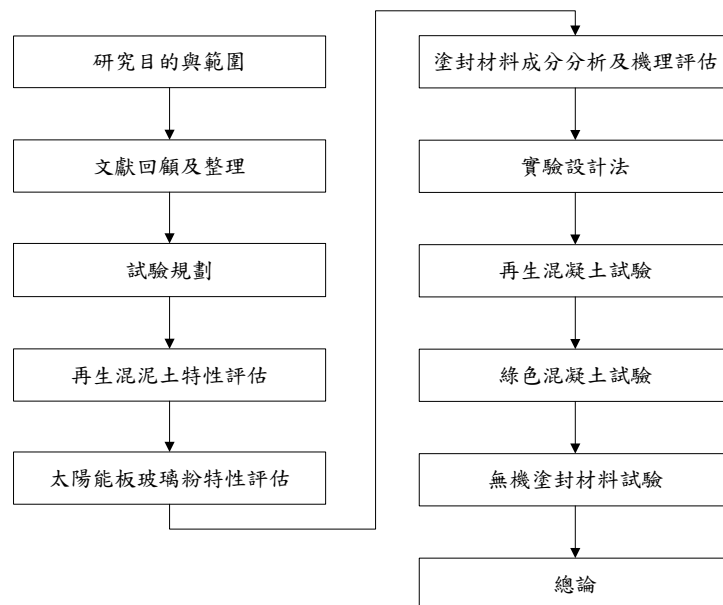 研究目的與範圍
文獻回顧及整理
試驗規劃
再生混泥土特性評估
太陽能板玻璃粉特性評估
塗封材料成分分析及機理評估
實驗設計法
再生混凝土試驗
綠色混凝土試驗
無機塗封材料試驗
總論